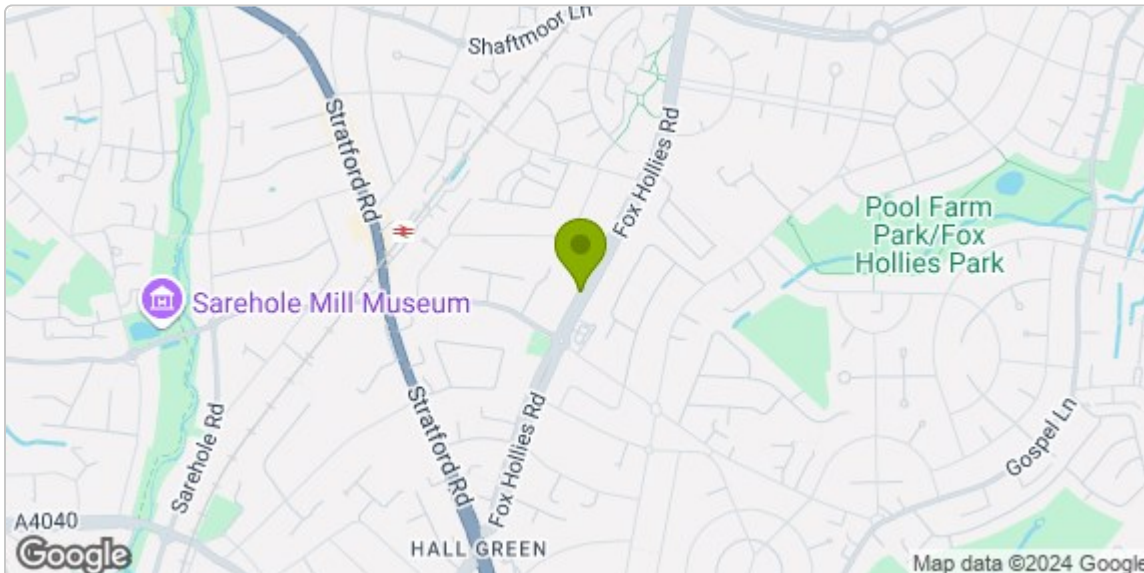 Shaftmoor Ln
Stratford Rd
Fox Hollies Rd
Pool Farm
Park/Fox
Hollies Park
Sarehole Mill Museum
Sarehole Rd
Stratford Rd
Fox Hollies Rd
Gospel Ln
A4040
HALL GREEN
Google
Map data ©2024 Google